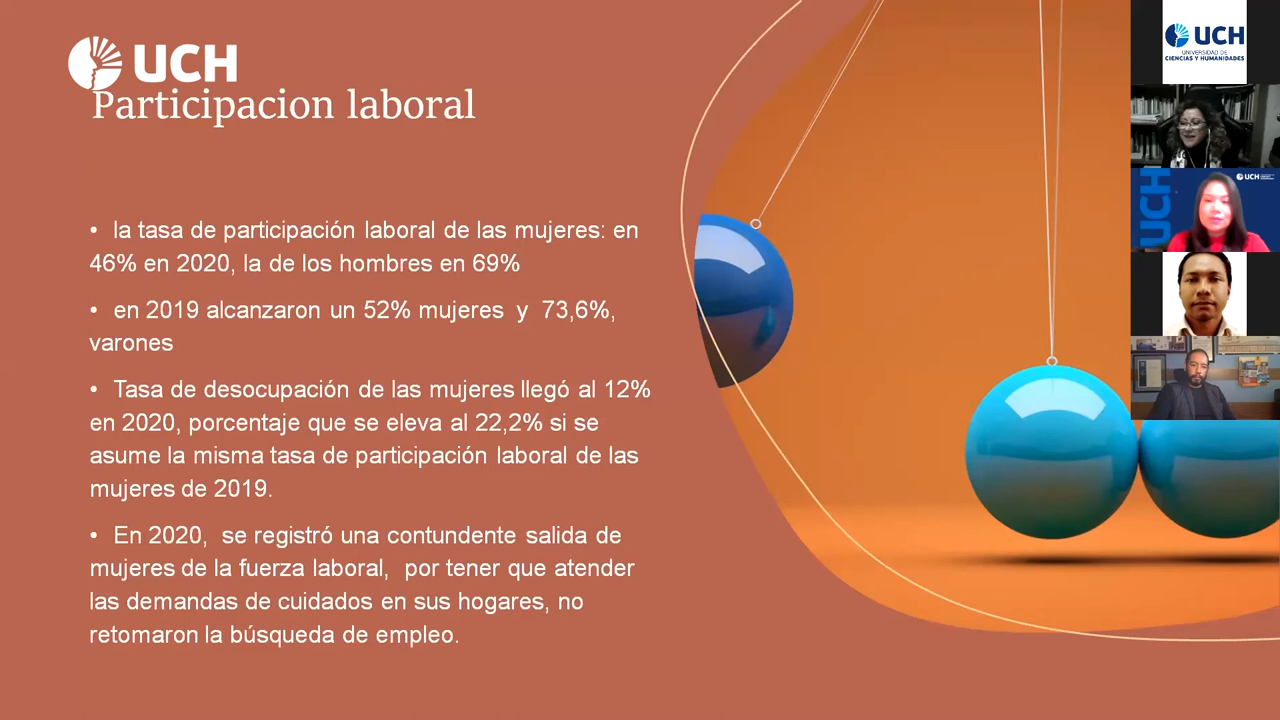 UCH
Participacion laboral
• la tasa de participación laboral de las mujeres: en
46% en 2020, la de los hombres en 69%
• en 2019 alcanzaron un 52% mujeres y 73,6%,
varones
• Tasa de desocupación de las mujeres llegó al 12%
en 2020, porcentaje que se eleva al 22,2% si se
asume la misma tasa de participación laboral de las
mujeres de 2019.
• En 2020, se registró una contundente salida de
mujeres de la fuerza laboral, por tener que atender
las demandas de cuidados en sus hogares, no
retomaron la búsqueda de empleo.
UCH
UNIVERSIDAD DE
CIENCIAS Y HUMANIDADES
UCH
UCH